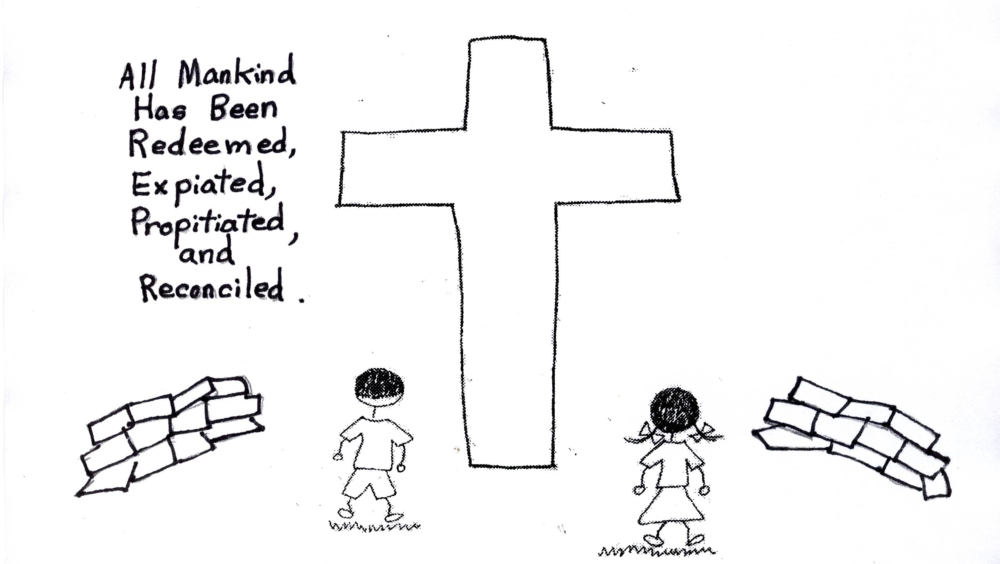 All Mankind
Has Been
Redeemed,
Expiated,
Propitiated,
and
Reconciled.